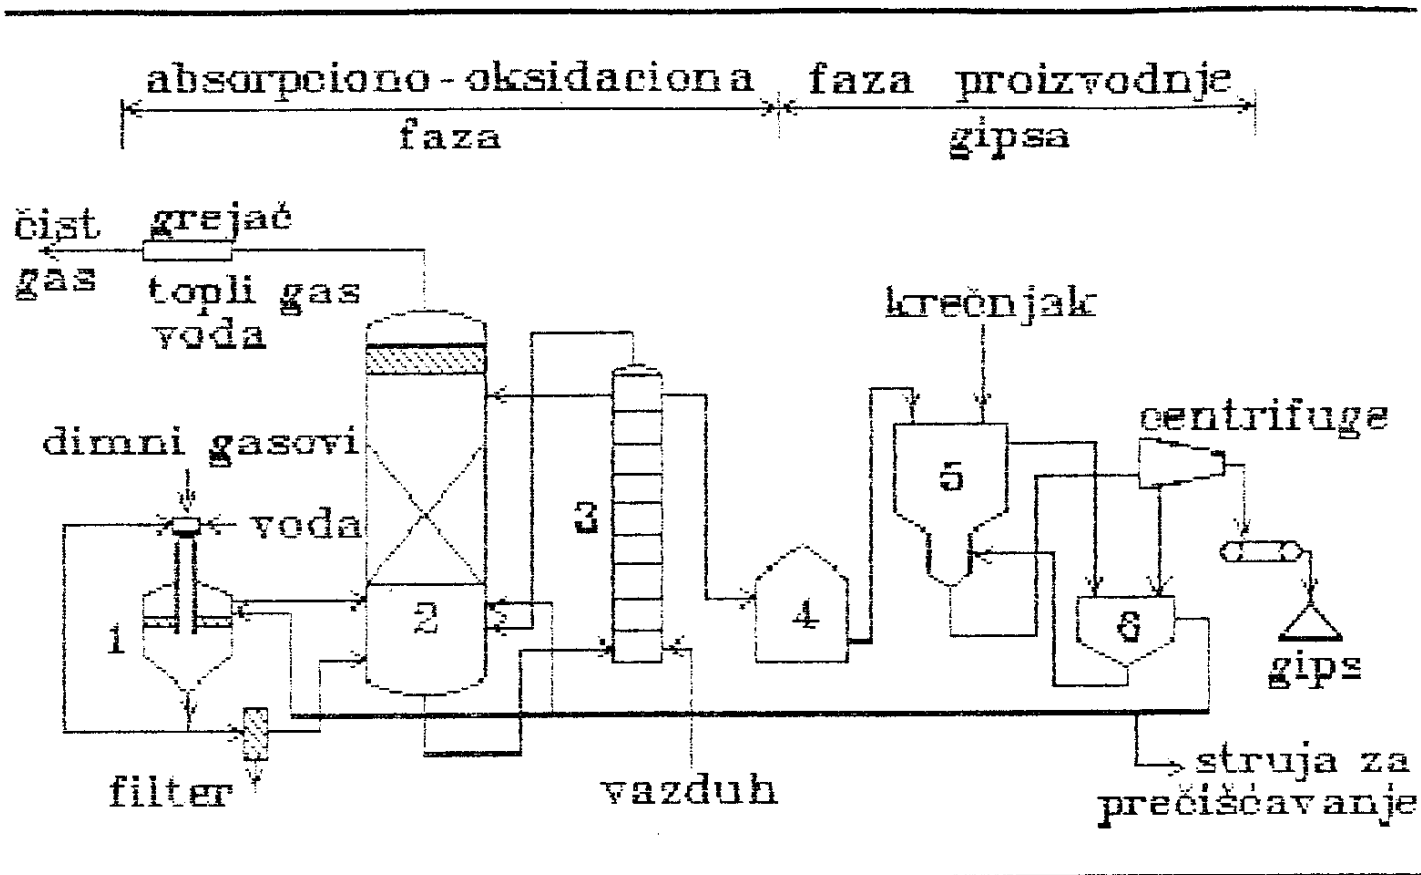 absorpciono-oksidaciona
faza
faza proizvodnje
gipsa
čist
gas
grejač
topli gas
voda
krečnjak
dimni gasovi
voda
centrifuge
1
2
3
4
5
6
gips
filter
vazduh
struja za
prečišćavanje